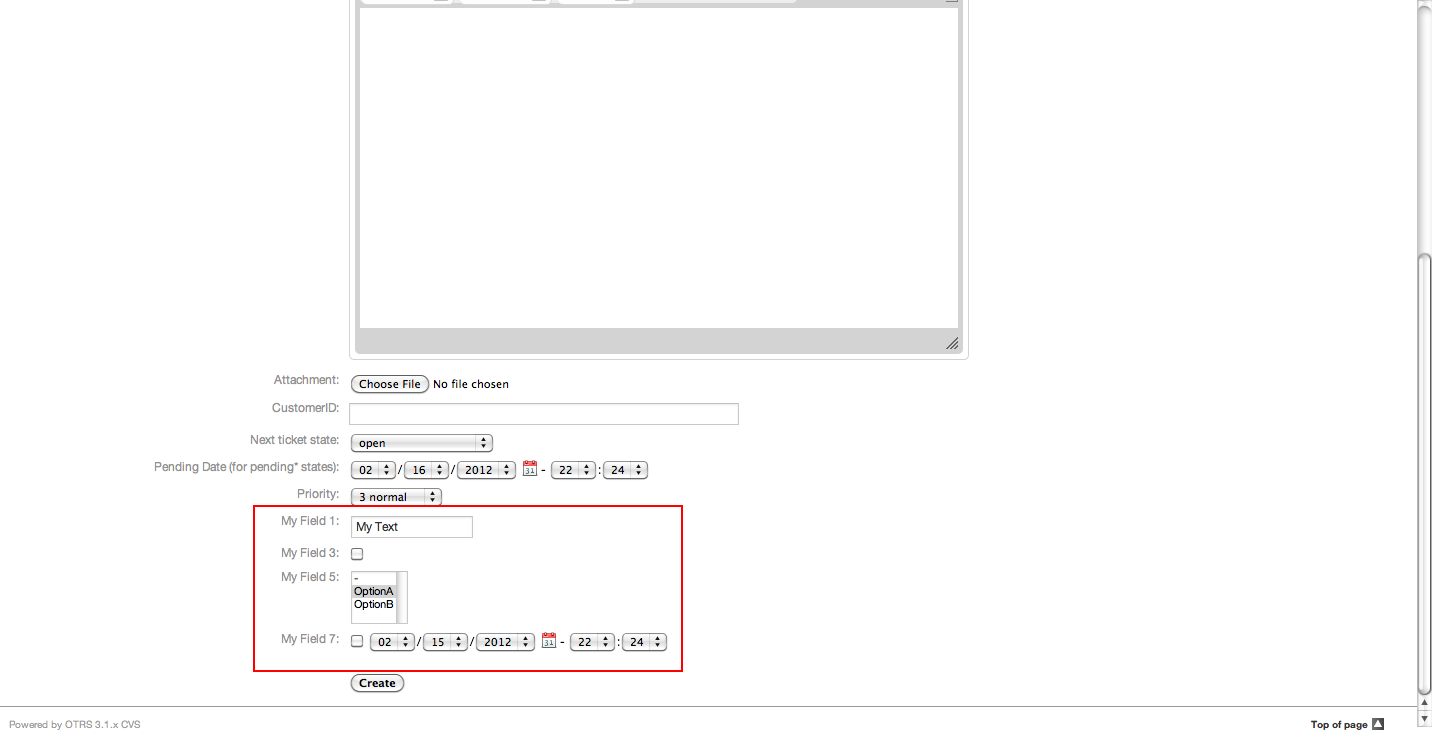 Attachment: Choose File No file chosen
CustomerID:
Next ticket state: open
Pending Date (for pending* states): 02 / 16 / 2012 31 - 22 : 24
Priority: 3 normal
My Field 1: My Text
My Field 3:
My Field 5: -
OptionA
OptionB
My Field 7: 02 / 15 / 2012 31 - 22 : 24
Create
Powered by OTRS 3.1.x CVS Top of page